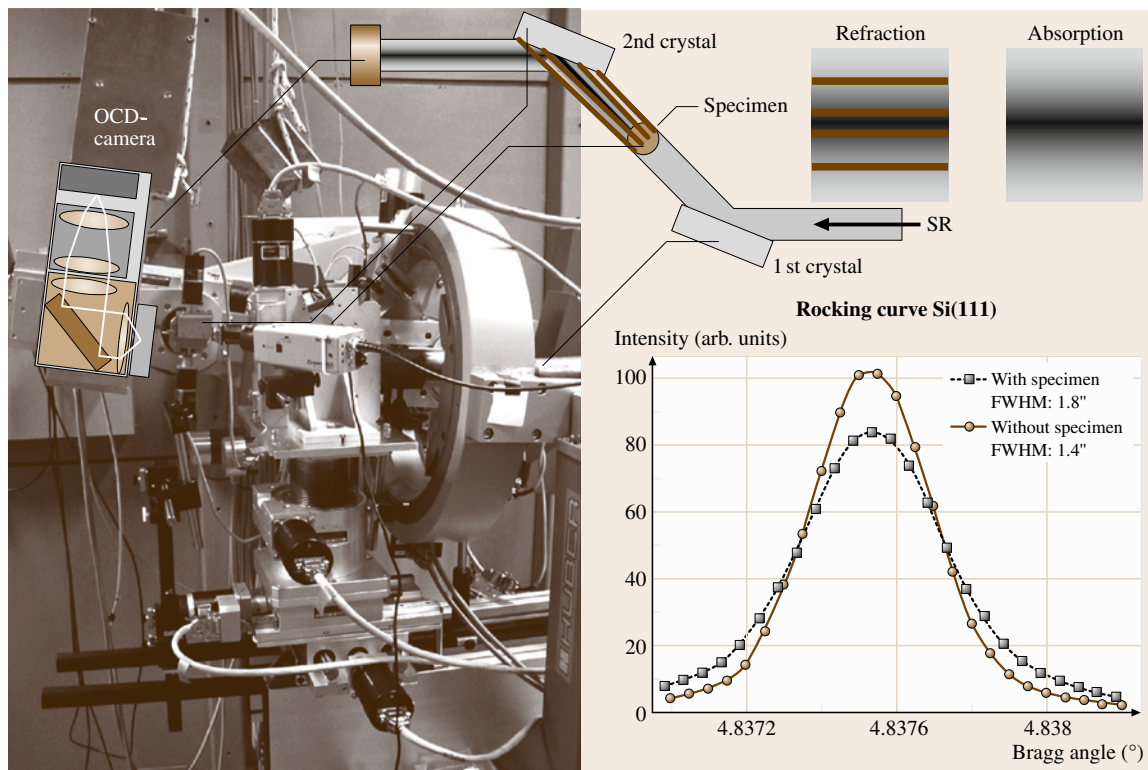 OCD-
camera
2nd crystal
Specimen
SR
1 st crystal
Refraction
Absorption
Rocking curve Si(111)
Intensity (arb. units)
With specimen
FWHM: 1.8"
Without specimen
FWHM: 1.4"
100
80
60
40
20
0
4.8372
4.8376
4.838
Bragg angle (°)
HUBER